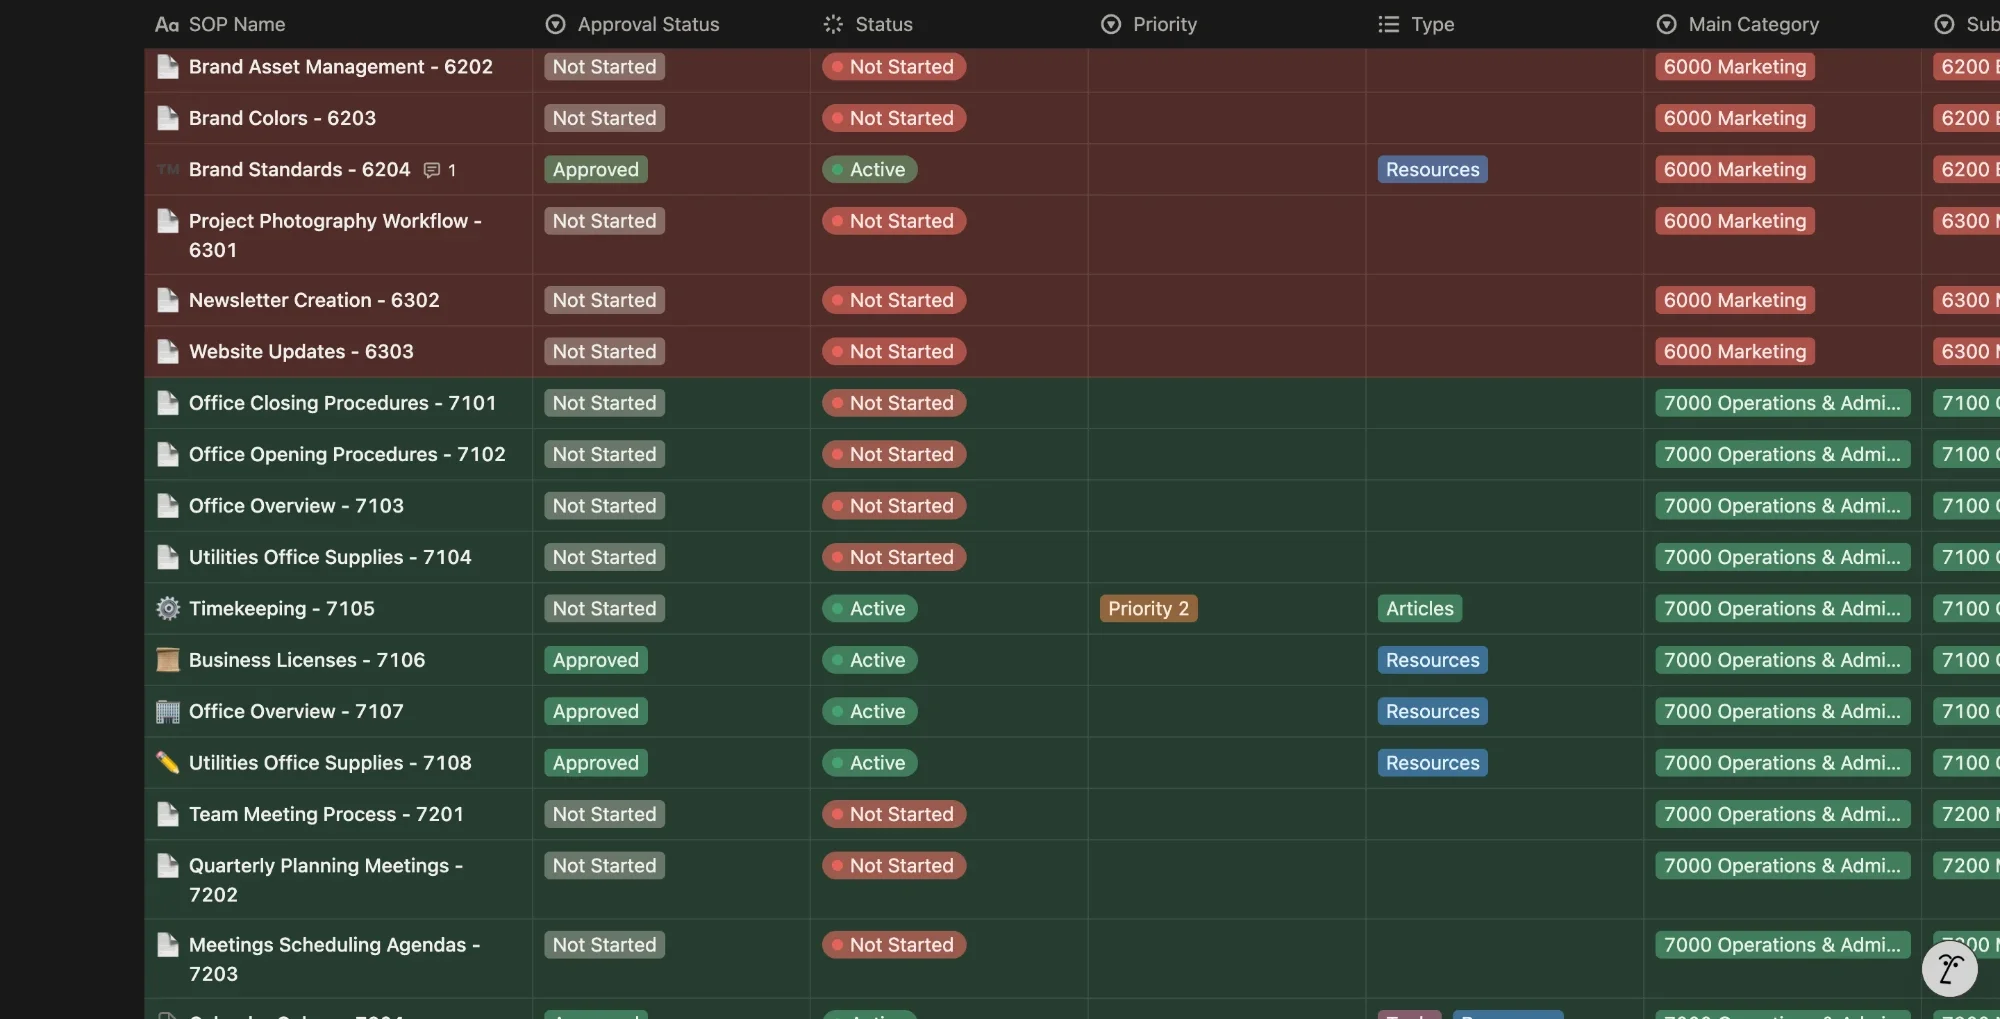 Aa SOP Name Approval Status Status Priority Type Main Category Sub
Brand Asset Management - 6202 Not Started Not Started 6000 Marketing 6200
Brand Colors - 6203 Not Started Not Started 6000 Marketing 6200
TM Brand Standards - 6204 1 Approved Active Resources 6000 Marketing 6200
Project Photography Workflow - Not Started Not Started 6000 Marketing 6300
6301
Newsletter Creation - 6302 Not Started Not Started 6000 Marketing 6300
Website Updates - 6303 Not Started Not Started 6000 Marketing 6300
Office Closing Procedures - 7101 Not Started Not Started 7000 Operations & Admi... 7100
Office Opening Procedures - 7102 Not Started Not Started 7000 Operations & Admi... 7100
Office Overview - 7103 Not Started Not Started 7000 Operations & Admi... 7100
Utilities Office Supplies - 7104 Not Started Not Started 7000 Operations & Admi... 7100
Timekeeping - 7105 Not Started Active Priority 2 Articles 7000 Operations & Admi... 7100
Business Licenses - 7106 Approved Active Resources 7000 Operations & Admi... 7100
Office Overview - 7107 Approved Active Resources 7000 Operations & Admi... 7100
Utilities Office Supplies - 7108 Approved Active Resources 7000 Operations & Admi... 7100
Team Meeting Process - 7201 Not Started Not Started 7000 Operations & Admi... 7200
Quarterly Planning Meetings - Not Started Not Started 7000 Operations & Admi... 7200
7202
Meetings Scheduling Agendas - Not Started Not Started 7000 Operations & Admi...
7203